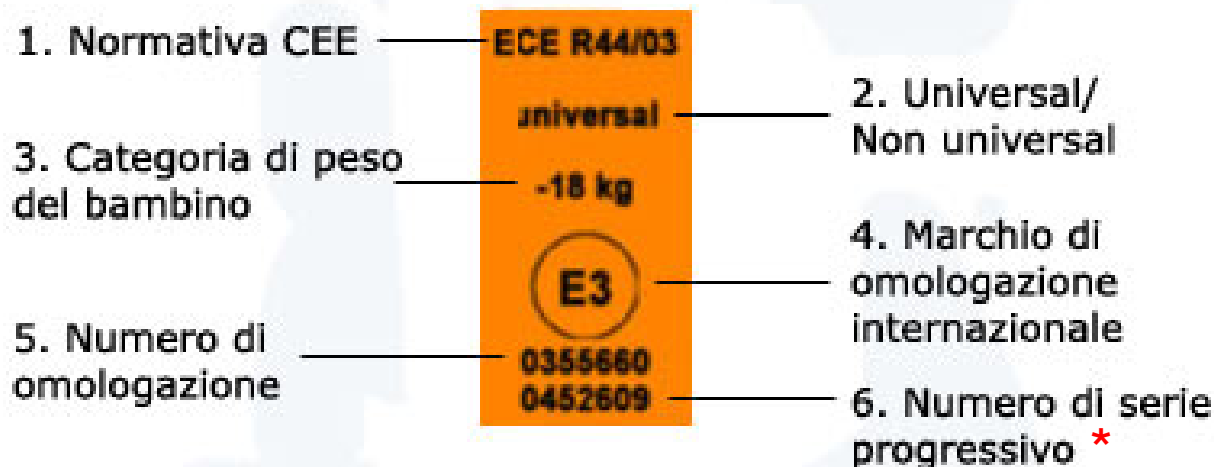 1. Normativa CEE
ECE R44/03
universal
2. Universal/
Non universal
3. Categoria di peso
del bambino
-18 kg
4. Marchio di
omologazione
internazionale
E3
5. Numero di
omologazione
0355660
0452609
6. Numero di serie
progressivo *